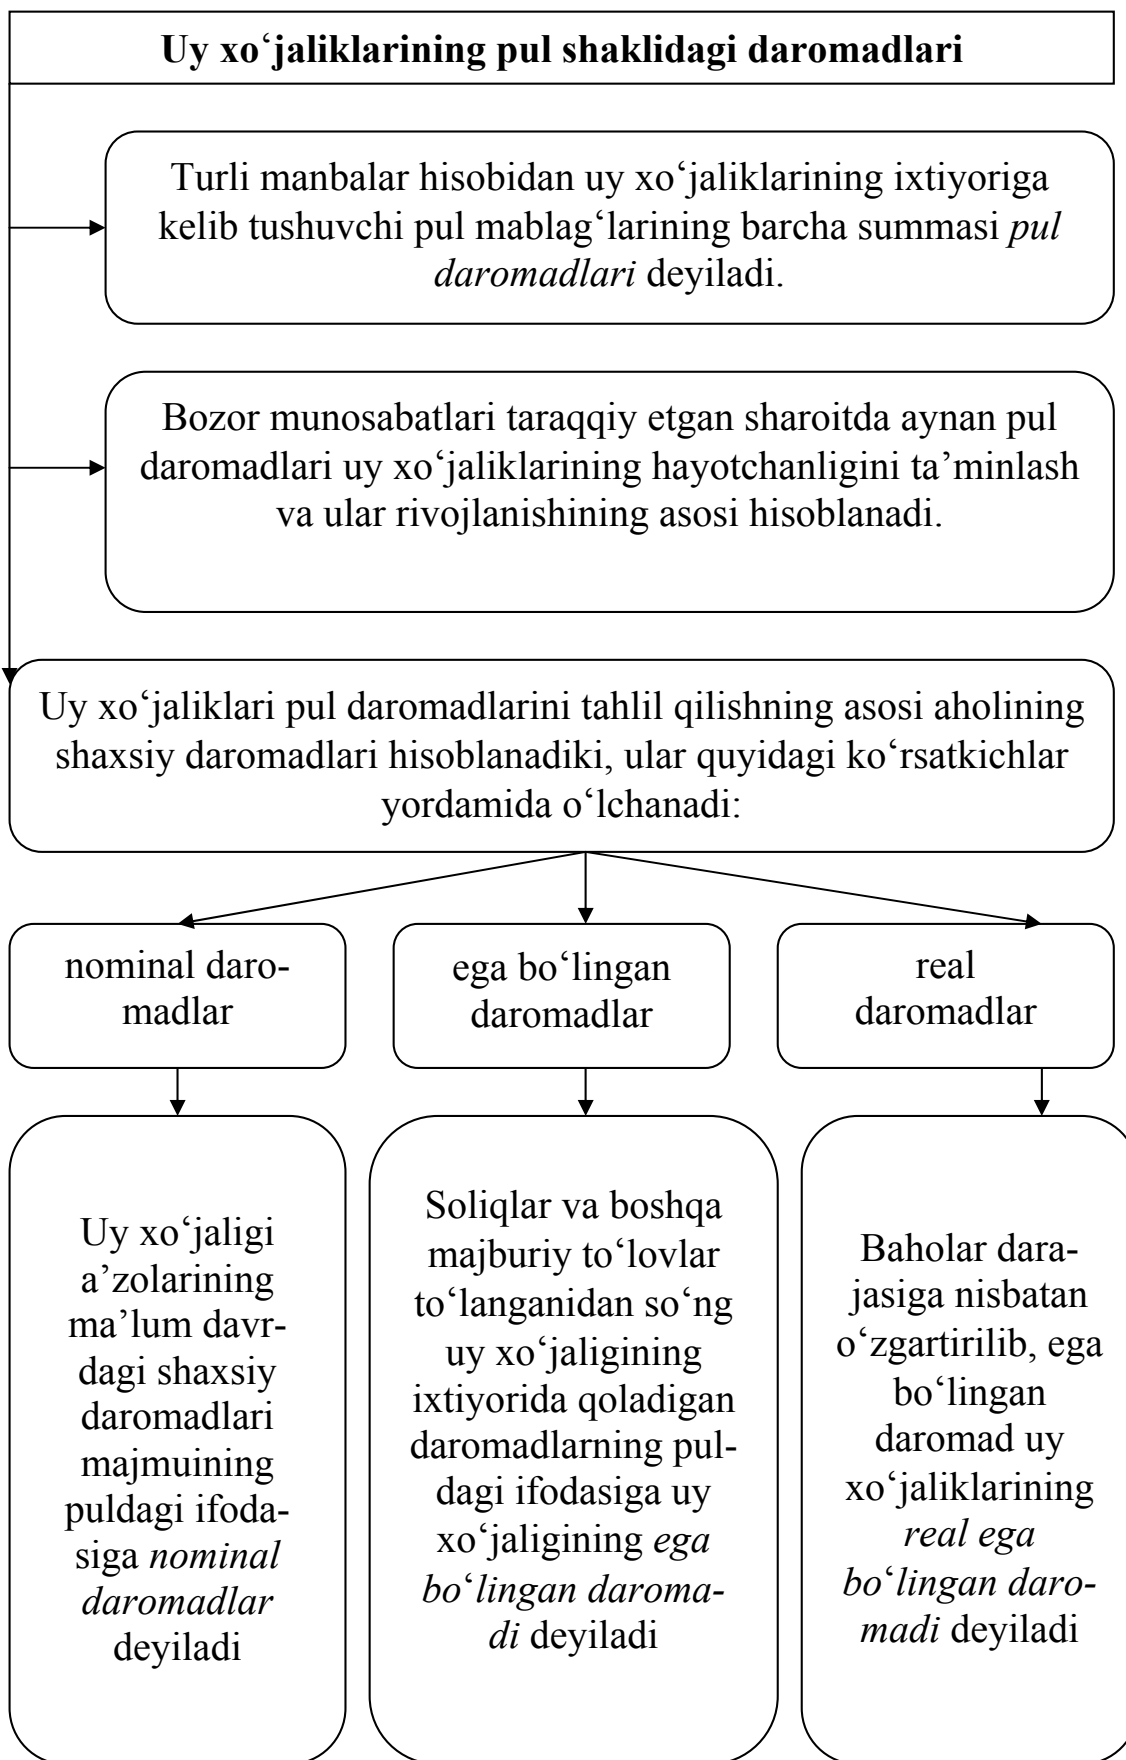 Uy xo‘jaliklarining pul shaklidagi daromadlari
Turli manbalar hisobidan uy xo‘jaliklarining ixtiyoriga
kelib tushuvchi pul mablag‘larining barcha summasi pul
daromadlari deyiladi.
Bozor munosabatlari taraqqiy etgan sharoitda aynan pul
daromadlari uy xo‘jaliklarining hayotchanligini ta’minlash
va ular rivojlanishining asosi hisoblanadi.
Uy xo‘jaliklari pul daromadlarini tahlil qilishning asosi aholining
shaxsiy daromadlari hisoblanadiki, ular quyidagi ko‘rsatkichlar
yordamida o‘lchanadi:
nominal daro-
madlar
ega bo‘lingan
daromadlar
real
daromadlar
Uy xo‘jaligi
a’zolarining
ma’lum davr-
dagi shaxsiy
daromadlari
majmuining
puldagi ifoda-
siga nominal
daromadlar
deyiladi
Soliqlar va boshqa
majburiy to‘lovlar
to‘langanidan so‘ng
uy xo‘jaligining
ixtiyorida qoladigan
daromadlarning pul-
dagi ifodasiga uy
xo‘jaligining ega
bo‘lingan daroma-
di deyiladi
Baholar dara-
jasiga nisbatan
o‘zgartirilib, ega
bo‘lingan
daromad uy
xo‘jaliklarining
real ega
bo‘lingan daro-
madi deyiladi